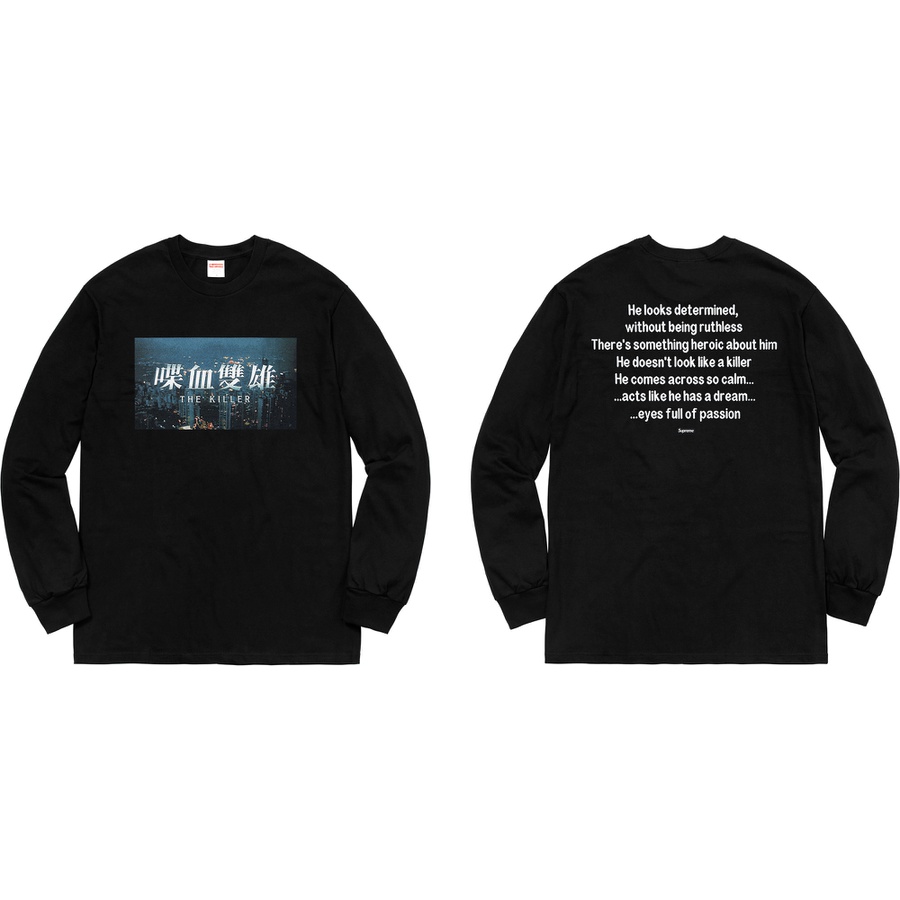 喋血雙雄
THE KILLER
He looks determined,
without being ruthless
There's something heroic about him
He doesn't look like a killer
He comes across so calm...
...acts like he has a dream...
...eyes full of passion
Supreme